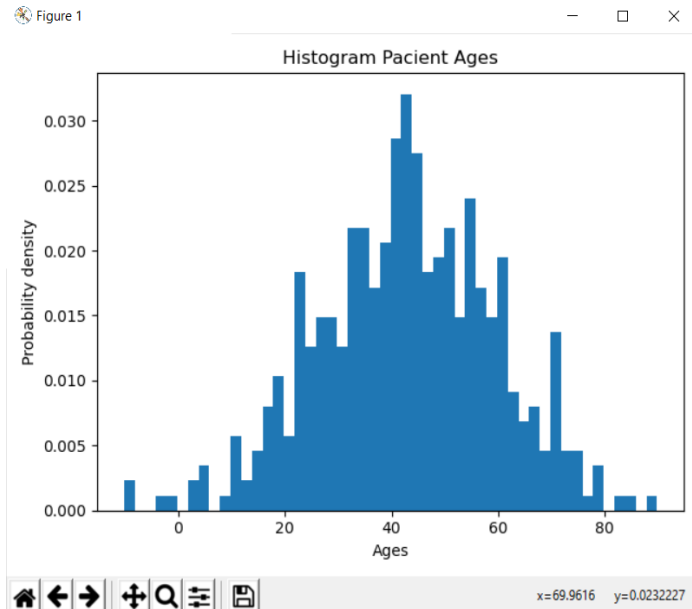 Figure 1
Histogram Pacient Ages
Probability density
0.030
0.025
0.020
0.015
0.010
0.005
0.000
0 20 40 60 80
Ages
x=69.9616 y=0.0232227